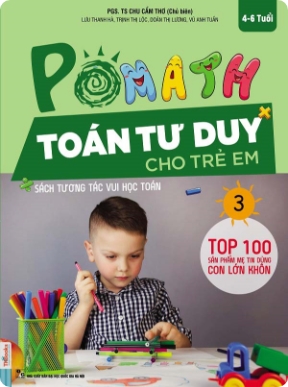 PGS. TS CHU CẨM THƠ (Chủ biên)
LƯU THANH HÀ, TRỊNH THỊ LỘC, ĐOÀN THỊ LƯƠNG, VŨ ANH TUẤN
4-6 TUỔI
POMATH
TOÁN TƯ DUY
CHO TRẺ EM
SÁCH TƯƠNG TÁC VUI HỌC TOÁN
3
TOP 100
SẢN PHẨM MẸ TIN DÙNG
CON LỚN KHÔN